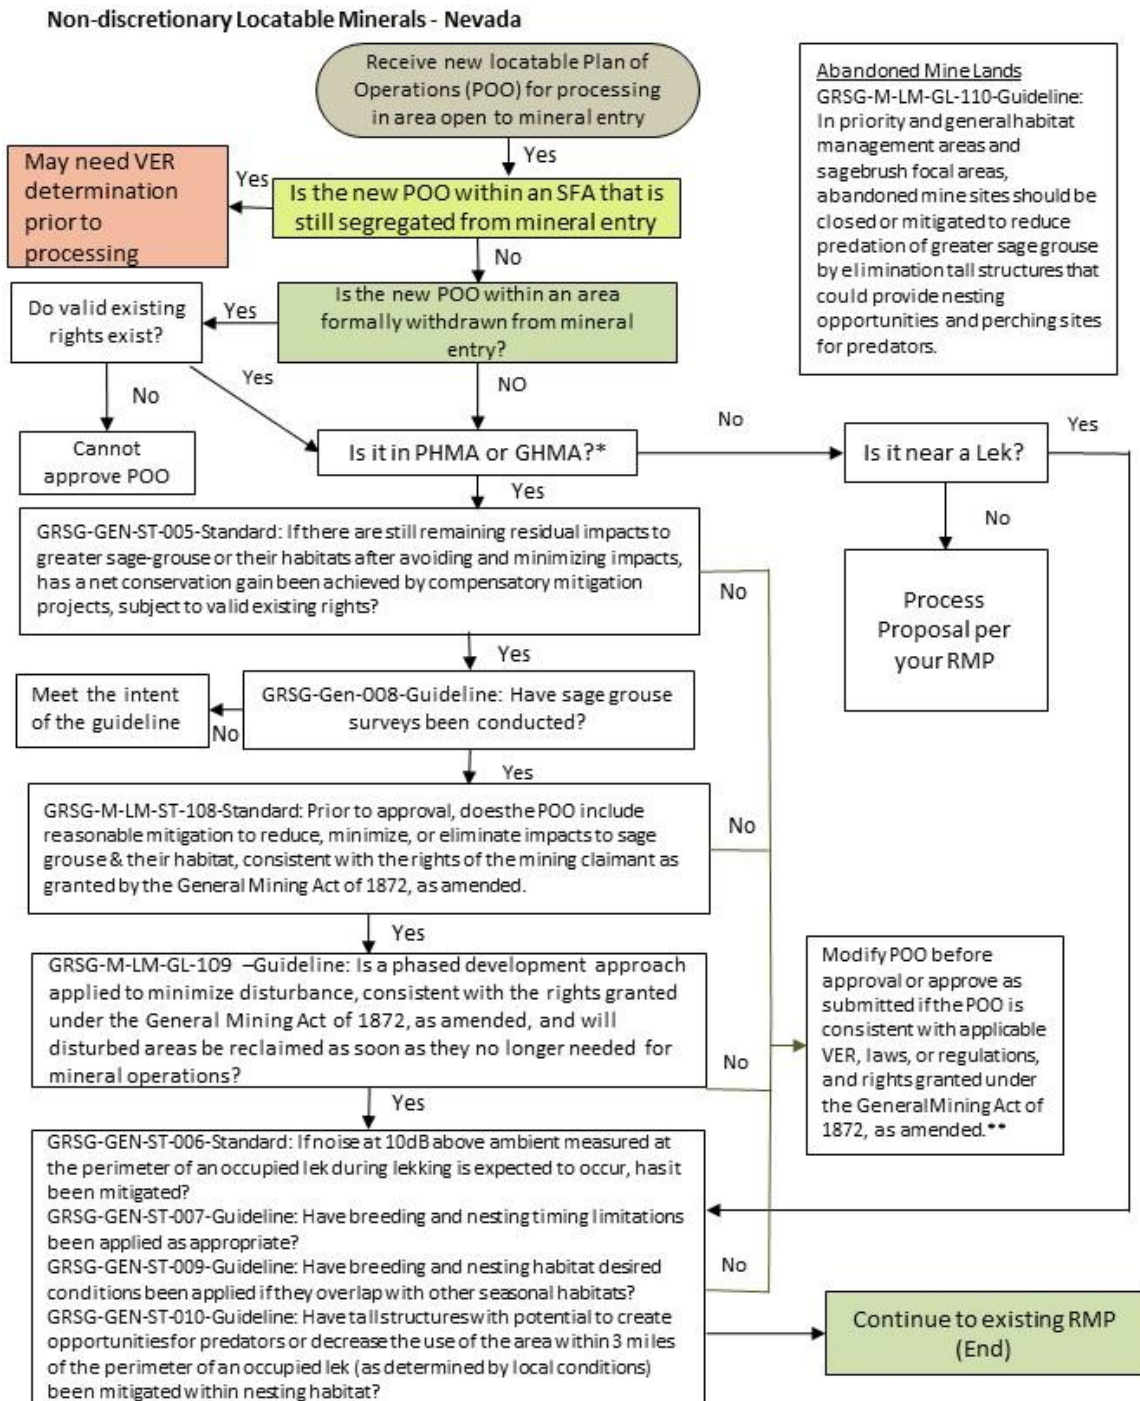 Non-discretionary Locatable Minerals - Nevada
Receive new locatable Plan of
Operations (POO) for processing
in area open to mineral entry
Abandoned Mine Lands
GRSG-M-LM-GL-110-Guideline:
In priority and general habitat
management areas and
sagebrush focal areas,
abandoned mine sites should be
closed or mitigated to reduce
predation of greater sage grouse
by elimination tall structures that
could provide nesting
opportunities and perching sites
for predators.
Yes
May need VER
determination
prior to
processing
Yes
Is the new POO within an SFA that is
still segregated from mineral entry
No
Do valid existing
rights exist?
Yes
Is the new POO within an area
formally withdrawn from mineral
entry?
Yes
No
NO
Cannot
approve POO
Is it in PHMA or GHMA?*
No
Is it near a Lek?
Yes
Yes
No
Process
Proposal per
your RMP
GRSG-GEN-ST-005-Standard: If there are still remaining residual impacts to
greater sage-grouse or their habitats after avoiding and minimizing impacts,
has a net conservation gain been achieved by compensatory mitigation
projects, subject to valid existing rights?
No
Yes
Meet the intent
of the guideline
No
GRSG-Gen-008-Guideline: Have sage grouse
surveys been conducted?
Yes
GRSG-M-LM-ST-108-Standard: Prior to approval, does the POO include
reasonable mitigation to reduce, minimize, or eliminate impacts to sage
grouse & their habitat, consistent with the rights of the mining claimant as
granted by the General Mining Act of 1872, as amended.
No
Yes
GRSG-M-LM-GL-109 –Guideline: Is a phased development approach
applied to minimize disturbance, consistent with the rights granted
under the General Mining Act of 1872, as amended, and will
disturbed areas be reclaimed as soon as they no longer needed for
mineral operations?
No
Yes
Modify POO before
approval or approve as
submitted if the POO is
consistent with applicable
VER, laws, or regulations,
and rights granted under
the General Mining Act of
1872, as amended.**
GRSG-GEN-ST-006-Standard: If noise at 10dB above ambient measured at
the perimeter of an occupied lek during lekking is expected to occur, has it
been mitigated?
GRSG-GEN-ST-007-Guideline: Have breeding and nesting timing limitations
been applied as appropriate?
GRSG-GEN-ST-009-Guideline: Have breeding and nesting habitat desired
conditions been applied if they overlap with other seasonal habitats?
GRSG-GEN-ST-010-Guideline: Have tall structures with potential to create
opportunities for predators or decrease the use of the area within 3 miles
of the perimeter of an occupied lek (as determined by local conditions)
been mitigated within nesting habitat?
No
Continue to existing RMP
(End)